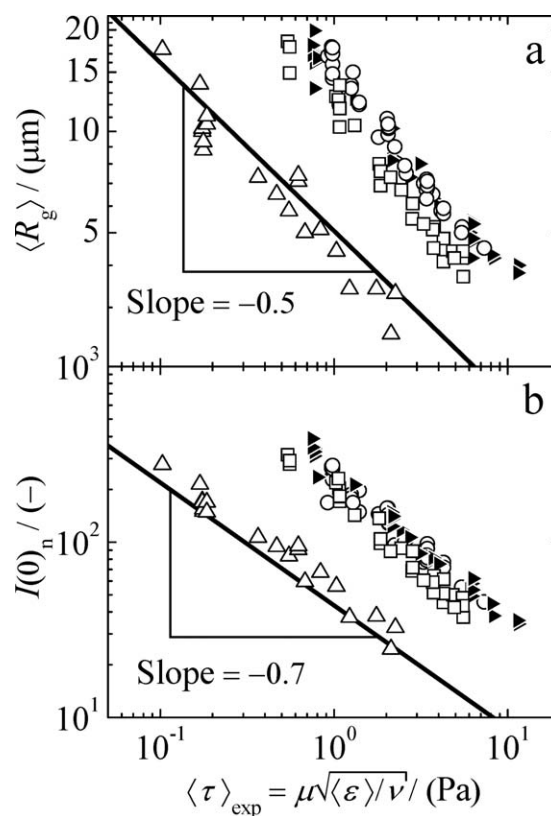 20
15
10
5
10³
a
⟨R_g⟩ / (µm)
Slope = −0.5
10³
10²
10¹
b
I(0)_n / (−)
Slope = −0.7
10⁻¹ 10⁰ 10¹
⟨τ⟩_exp = µ√⟨ε⟩/ν / (Pa)